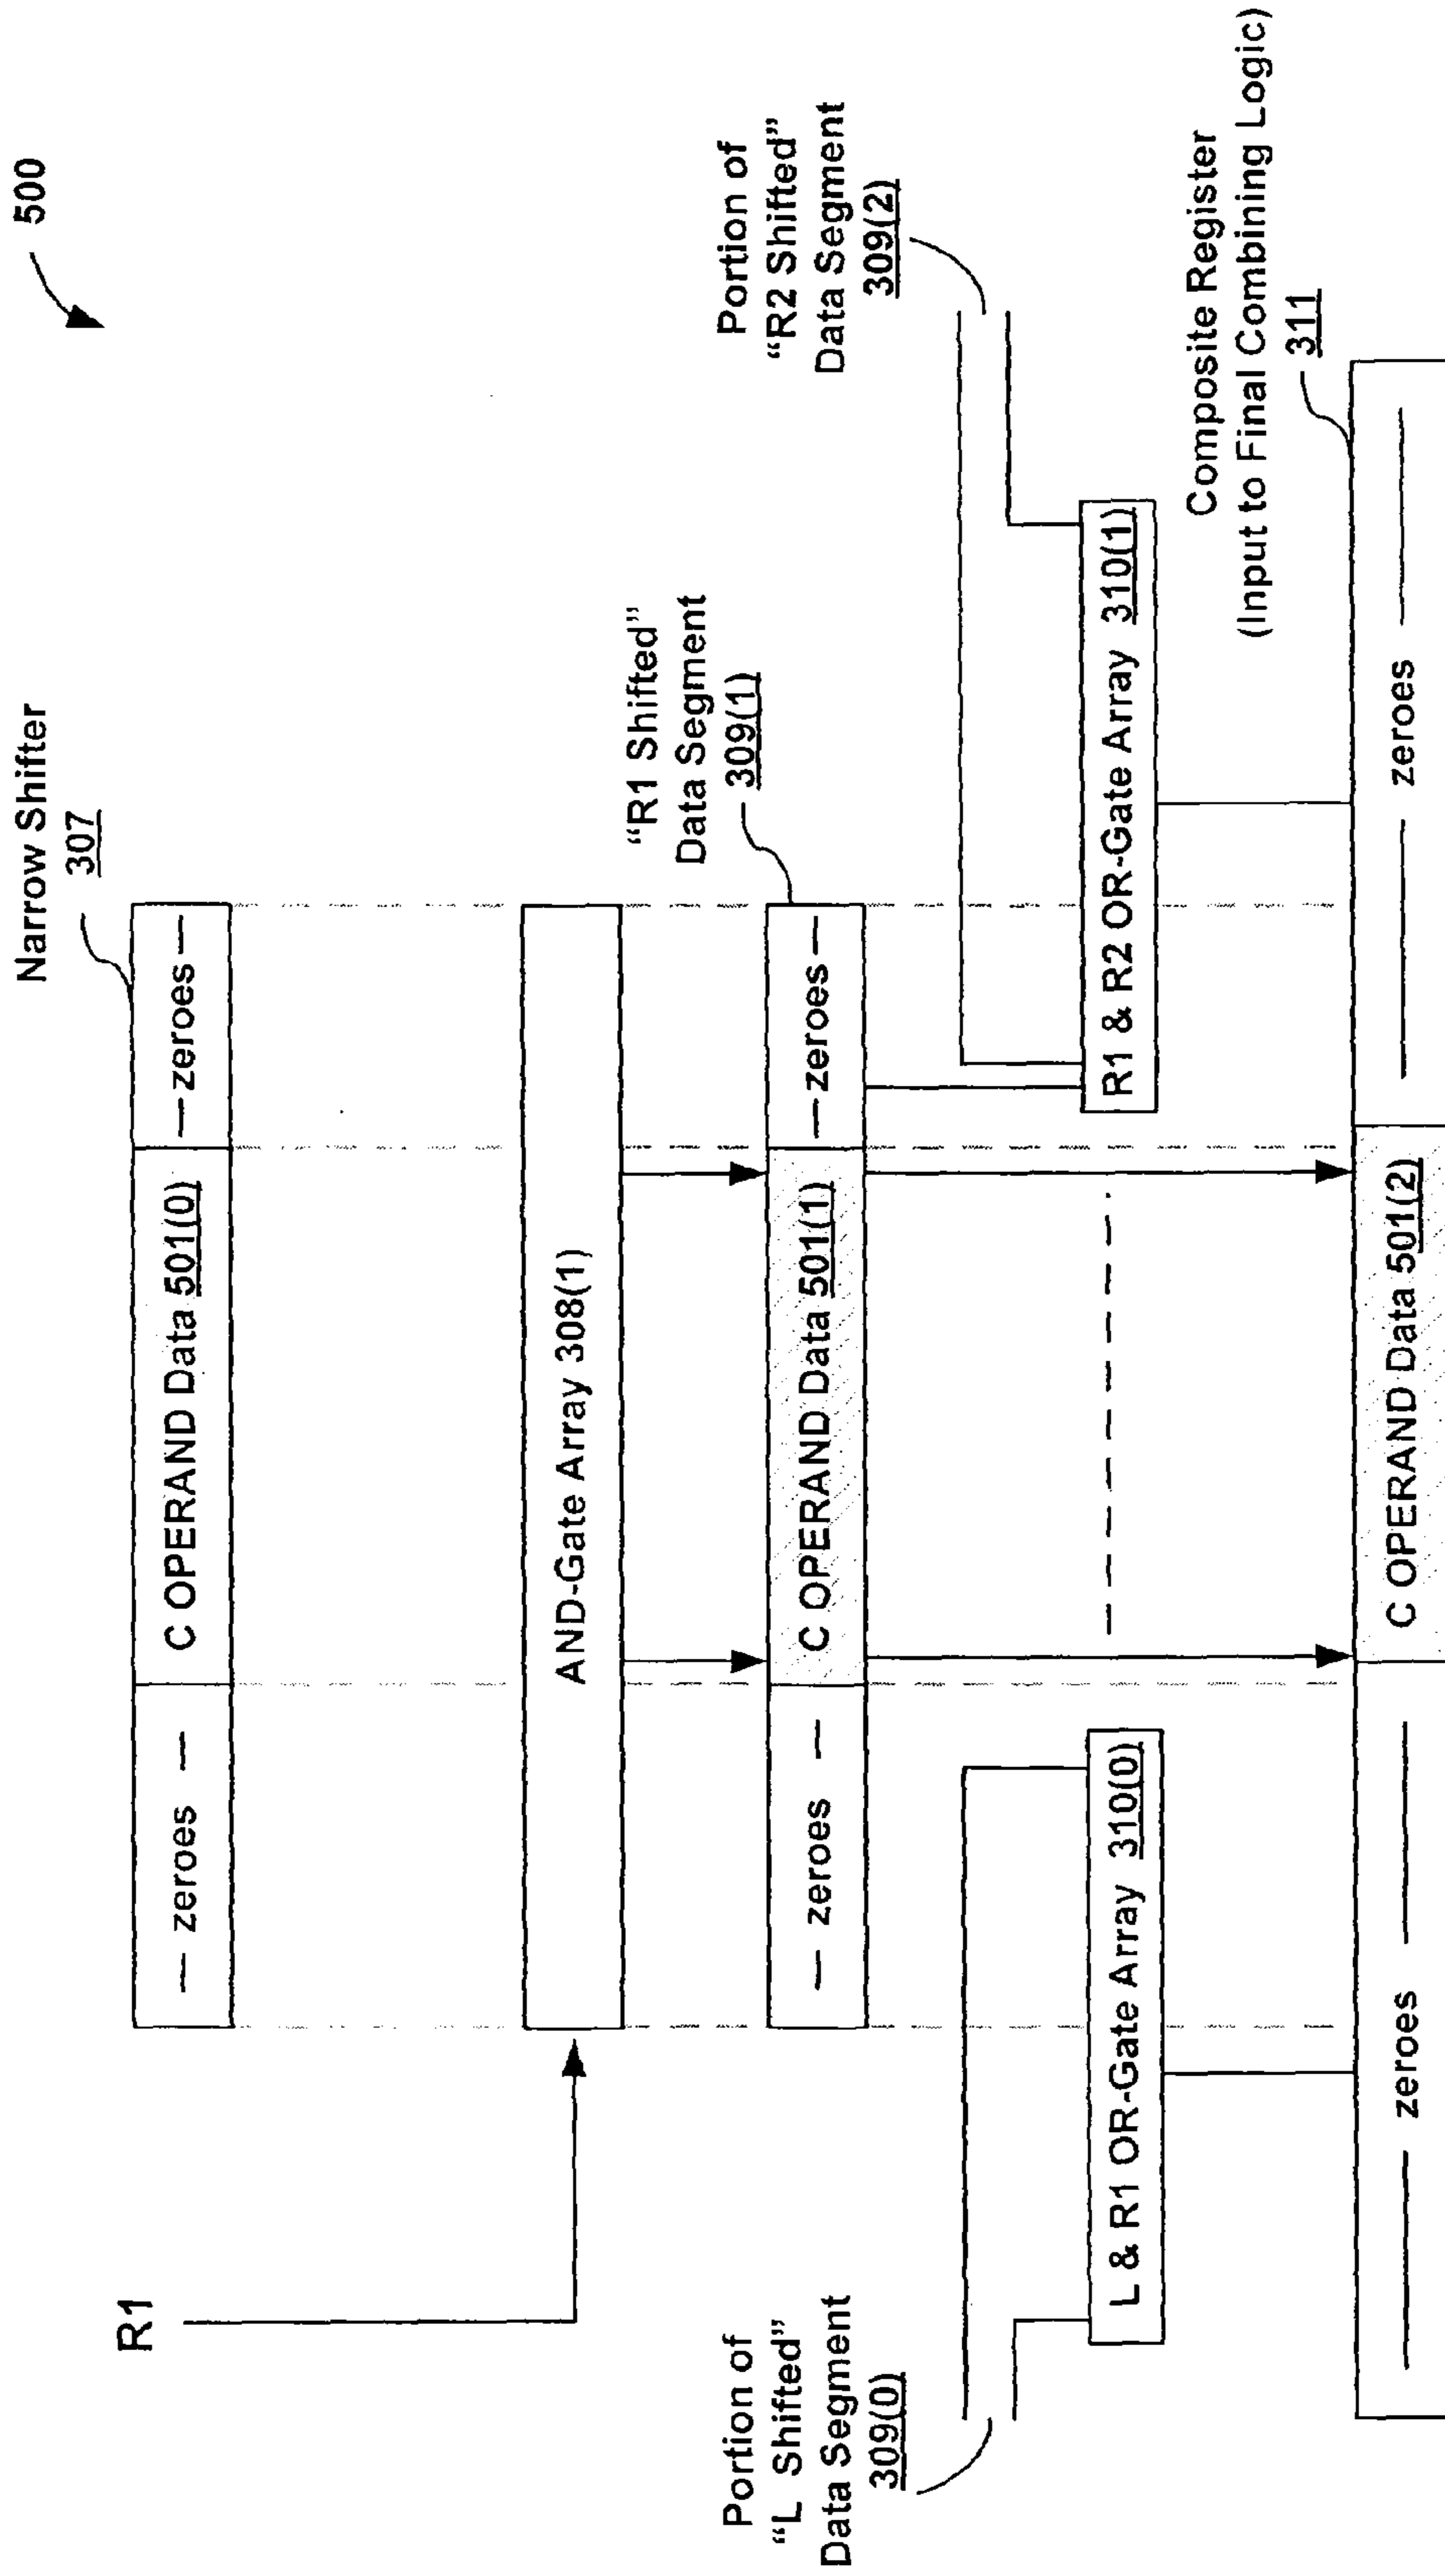 500
Narrow Shifter
307
— zeroes —
C OPERAND Data 501(0)
—zeroes—
R1
AND-Gate Array 308(1)
"R1 Shifted"
Data Segment
309(1)
— zeroes —
C OPERAND Data 501(1)
—zeroes—
Portion of
"L Shifted"
Data Segment
309(0)
Portion of
"R2 Shifted"
Data Segment
309(2)
L & R1 OR-Gate Array 310(0)
R1 & R2 OR-Gate Array 310(1)
Composite Register
(Input to Final Combining Logic)
311
zeroes
C OPERAND Data 501(2)
zeroes